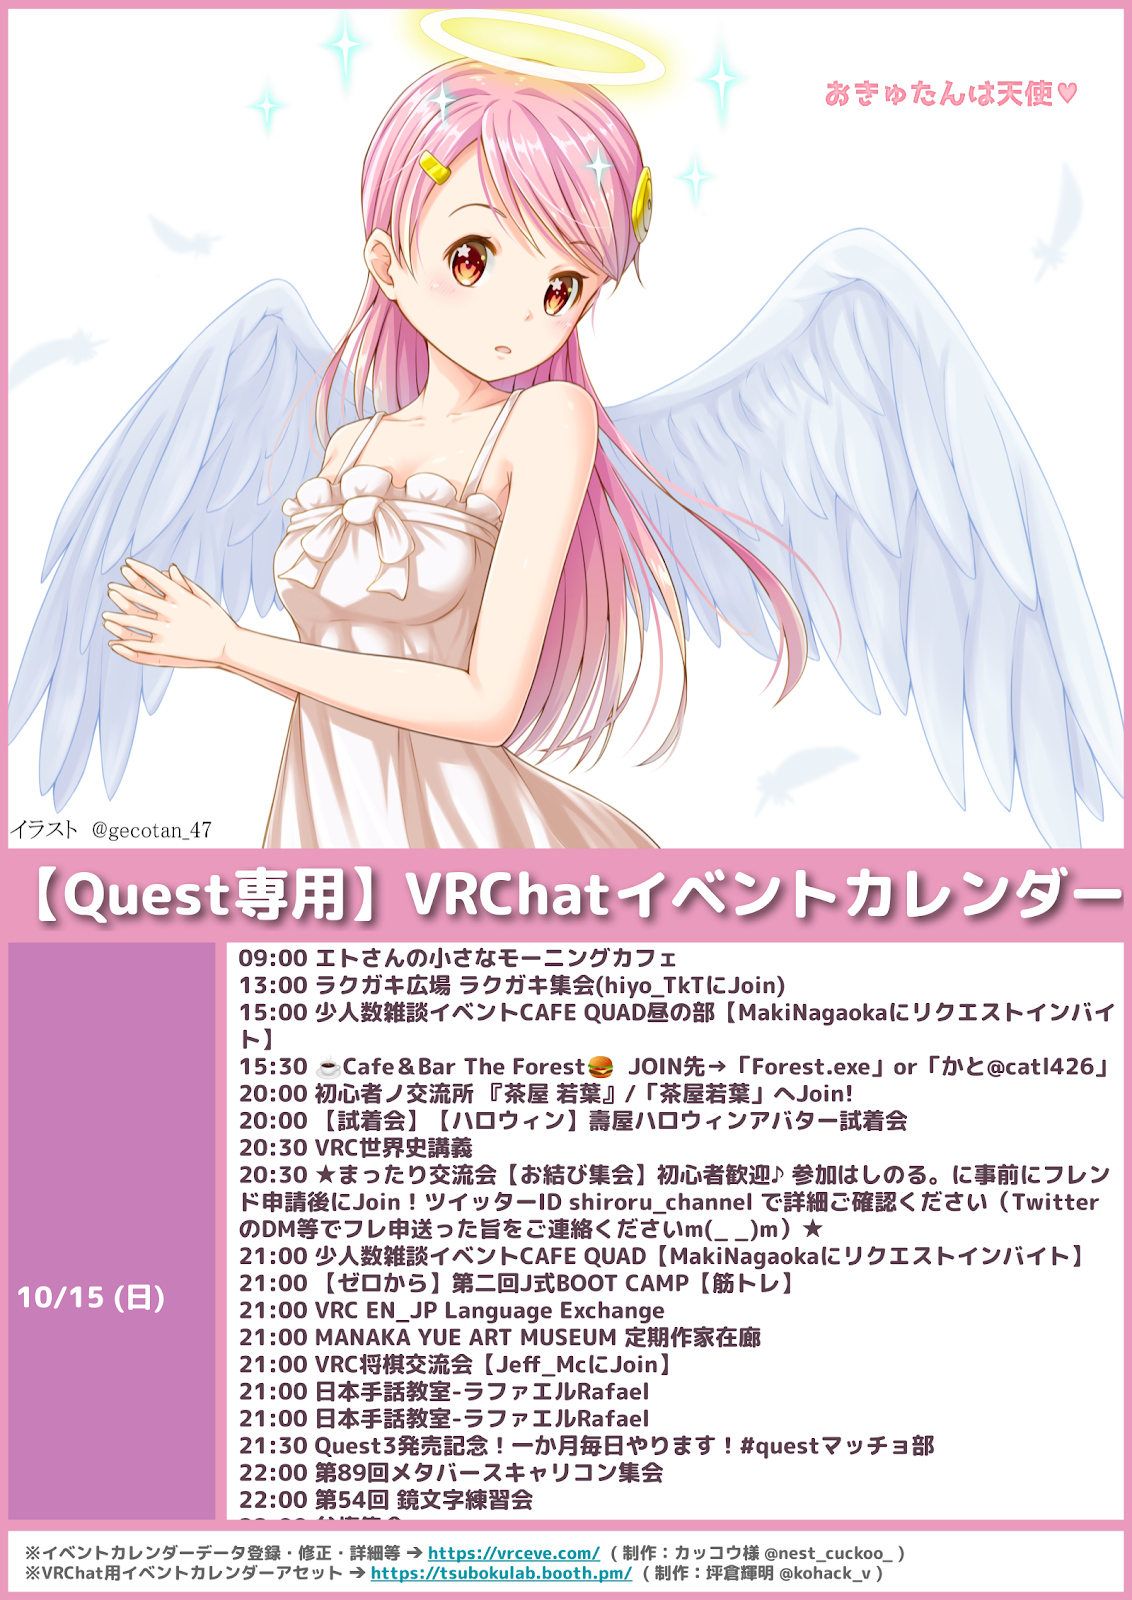 おきゅたんは天使♥
イラスト @gecotan_47
【Quest専用】VRChatイベントカレンダー
10/15 (日)
09:00 エトさんの小さなモーニングカフェ
13:00 ラクガキ広場 ラクガキ集会(hiyo_TkTにJoin)
15:00 少人数雑談イベントCAFE QUAD昼の部【MakiNagaokaにリクエストインバイ
ト】
15:30 ☕Cafe＆Bar The Forest🍔 JOIN先→「Forest.exe」or「かと@catl426」
20:00 初心者ノ交流所 『茶屋 若葉』/「茶屋若葉」へJoin!
20:00 【試着会】【ハロウィン】壽屋ハロウィンアバター試着会
20:30 VRC世界史講義
20:30 ★まったり交流会【お結び集会】初心者歓迎♪ 参加はしのる。に事前にフレン
ド申請後にJoin！ツイッターID shiroru_channel で詳細ご確認ください（Twitter
のDM等でフレ申送った旨をご連絡くださいm(_ _)m）★
21:00 少人数雑談イベントCAFE QUAD【MakiNagaokaにリクエストインバイト】
21:00 【ゼロから】第二回J式BOOT CAMP【筋トレ】
21:00 VRC EN_JP Language Exchange
21:00 MANAKA YUE ART MUSEUM 定期作家在廊
21:00 VRC将棋交流会【Jeff_McにJoin】
21:00 日本手話教室-ラファエルRafael
21:00 日本手話教室-ラファエルRafael
21:30 Quest3発売記念！一か月毎日やります！#questマッチョ部
22:00 第89回メタバースキャリコン集会
22:00 第54回 鏡文字練習会
※イベントカレンダーデータ登録・修正・詳細等 ➔ https://vrceve.com/ ( 制作：カッコウ様 @nest_cuckoo_ )
※VRChat用イベントカレンダーアセット ➔ https://tsubokulab.booth.pm/ ( 制作：坪倉輝明 @kohack_v )